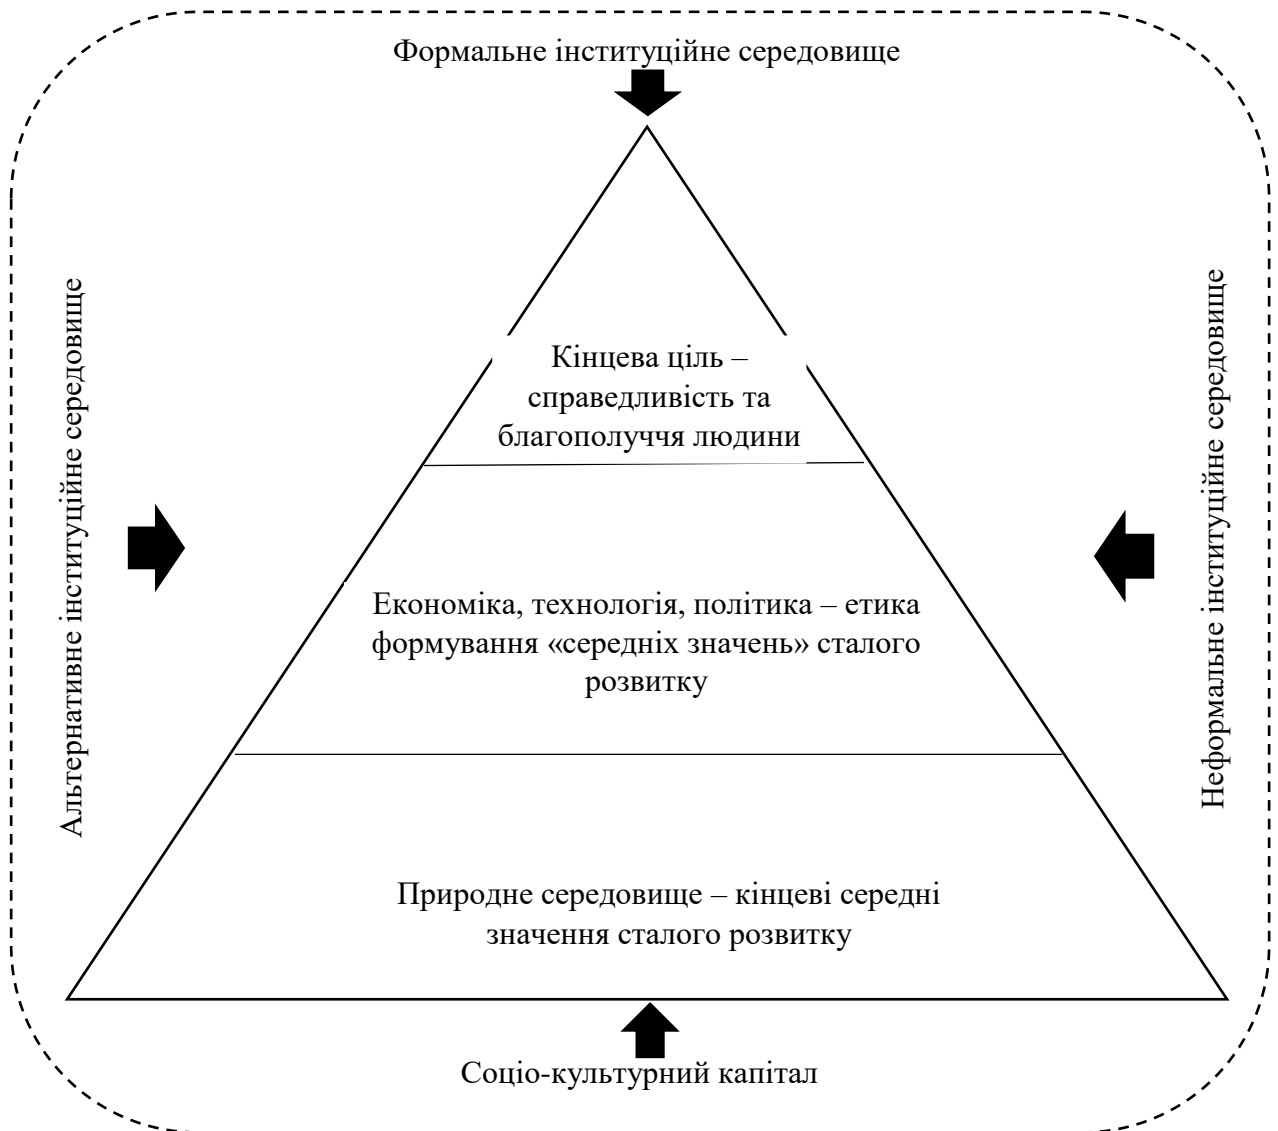 Формальне інституційне середовище
Альтернативне інституційне середовище
Неформальне інституційне середовище
Кінцева ціль –
справедливість та
благополуччя людини
Економіка, технологія, політика – етика
формування «середніх значень» сталого
розвитку
Природне середовище – кінцеві середні
значення сталого розвитку
Соціо-культурний капітал